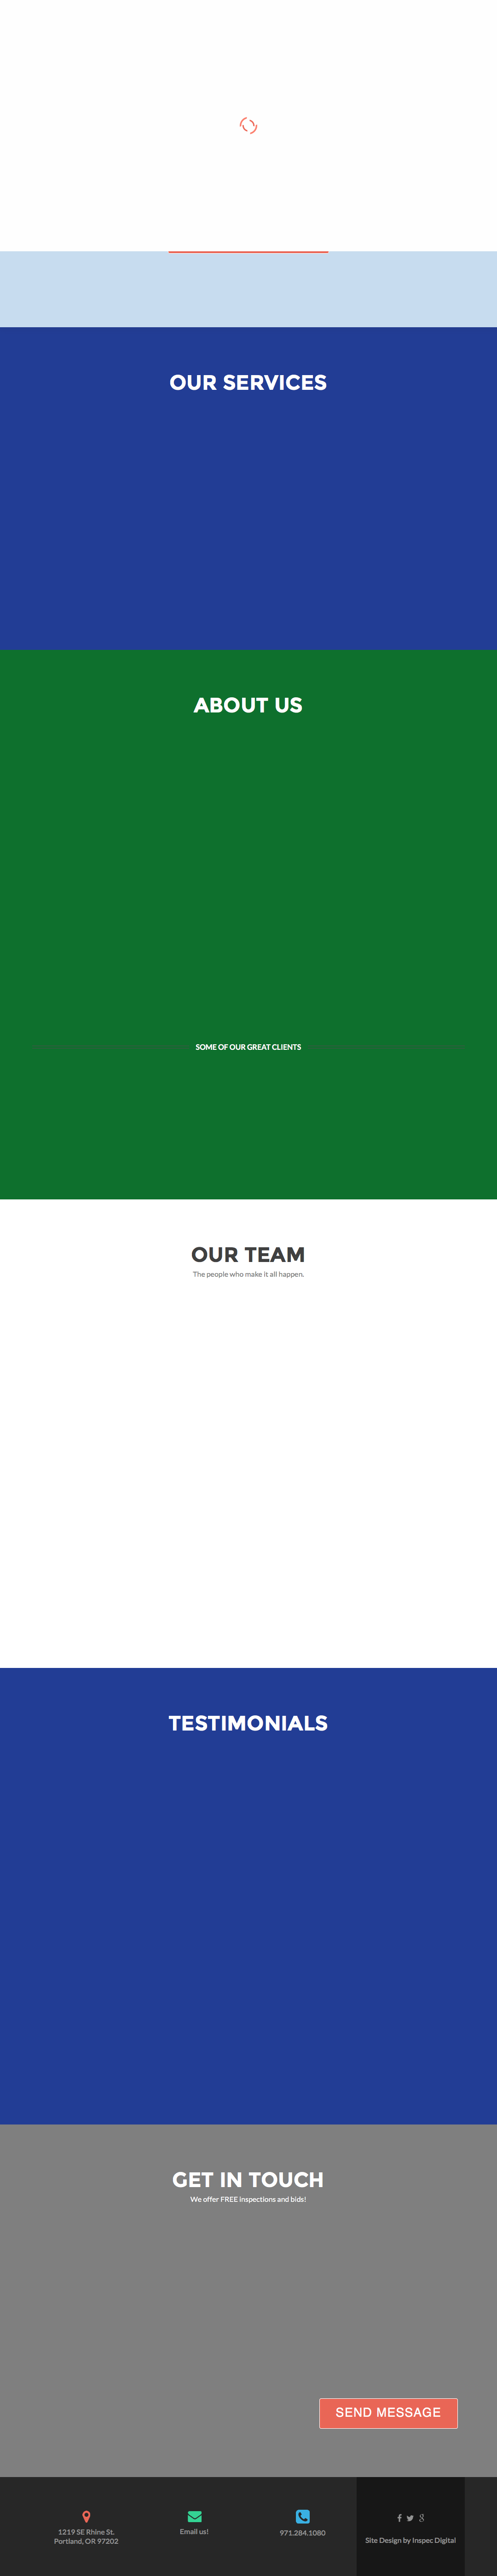 OUR SERVICES
ABOUT US
SOME OF OUR GREAT CLIENTS
OUR TEAM
The people who make it all happen.
TESTIMONIALS
GET IN TOUCH
We offer FREE inspections and bids!
SEND MESSAGE
1219 SE Rhine St.
Portland, OR 97202
Email us!
971.284.1080
Site Design by Inspec Digital